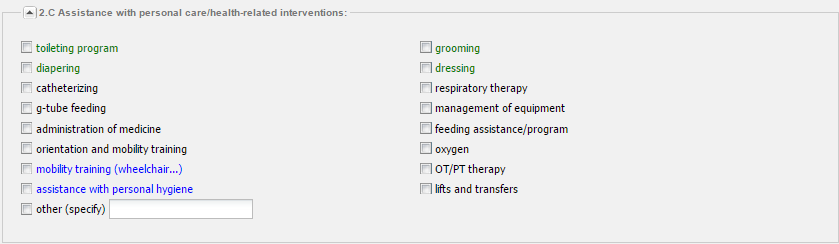 2.C Assistance with personal care/health-related interventions:
toileting program
grooming
diapering
dressing
catheterizing
respiratory therapy
g-tube feeding
management of equipment
administration of medicine
feeding assistance/program
orientation and mobility training
oxygen
mobility training (wheelchair...)
OT/PT therapy
assistance with personal hygiene
lifts and transfers
other (specify)